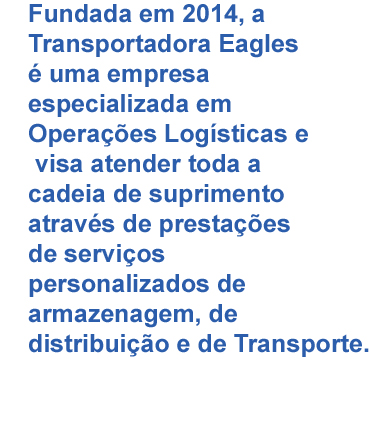 Fundada em 2014, a
Transportadora Eagles
é uma empresa
especializada em
Operações Logísticas e
visa atender toda a
cadeia de suprimento
através de prestações
de serviços
personalizados de
armazenagem, de
distribuição e de Transporte.